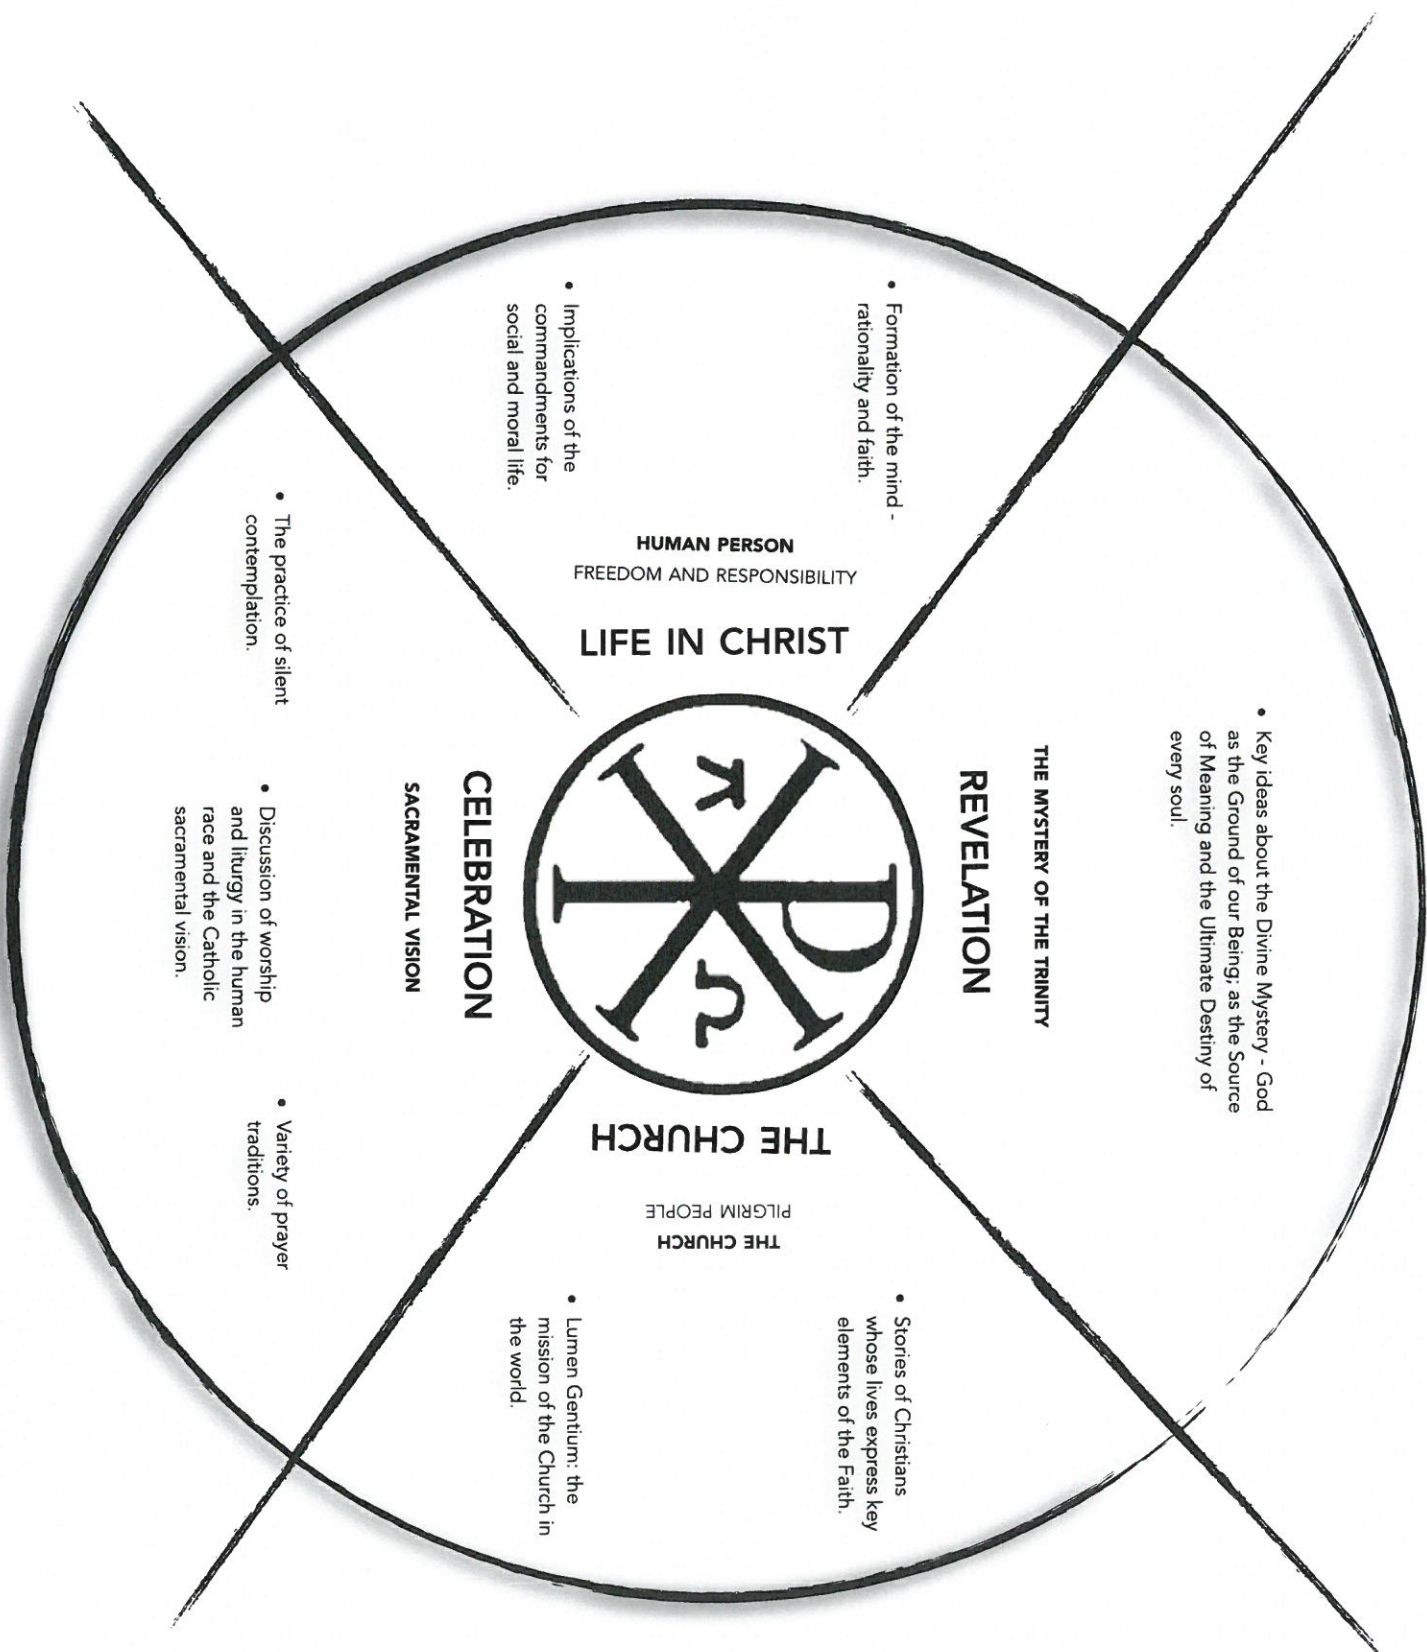 Key ideas about the Divine Mystery - God
as the Ground of our Being; as the Source
of Meaning and the Ultimate Destiny of
every soul.
THE MYSTERY OF THE TRINITY
REVELATION
Formation of the mind -
rationality and faith.
Implications of the
commandments for
social and moral life.
HUMAN PERSON
FREEDOM AND RESPONSIBILITY
LIFE IN CHRIST
Stories of Christians
whose lives express key
elements of the Faith.
Lumen Gentium: the
mission of the Church in
the world.
THE CHURCH
PILGRIM PEOPLE
THE CHURCH
CELEBRATION
SACRAMENTAL VISION
The practice of silent
contemplation.
Discussion of worship
and liturgy in the human
race and the Catholic
sacramental vision.
Variety of prayer
traditions.